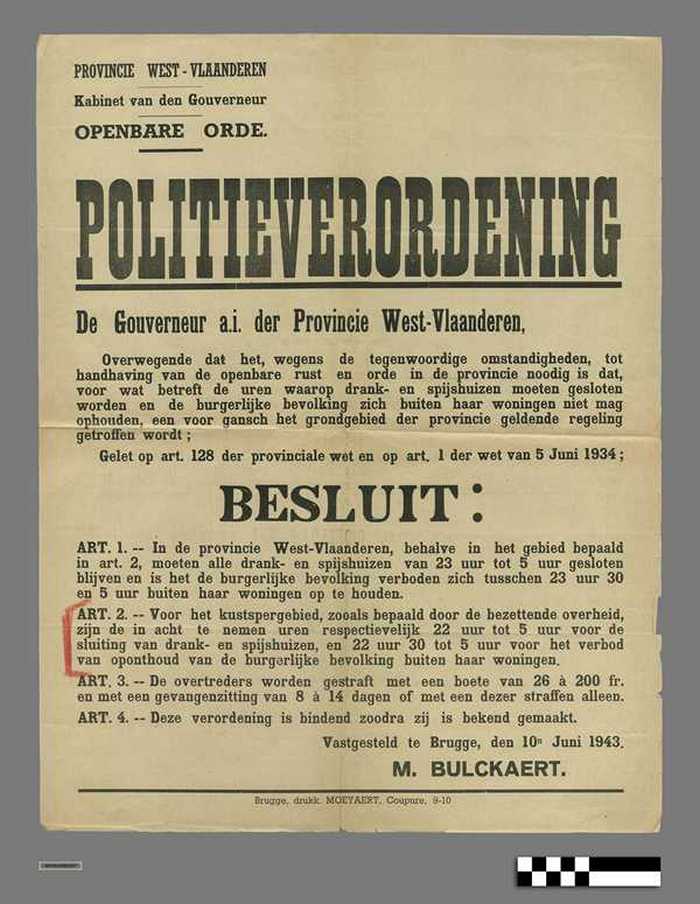 PROVINCIE WEST-VLAANDEREN
Kabinet van den Gouverneur
OPENBARE ORDE.
POLITIEVERORDENING
De Gouverneur a.i. der Provincie West-Vlaanderen,
Overwegende dat het, wegens de tegenwoordige omstandigheden, tot
handhaving van de openbare rust en orde in de provincie noodig is dat,
voor wat betreft de uren waarop drank- en spijshuizen moeten gesloten
worden en de burgerlijke bevolking zich buiten haar woningen niet mag
ophouden, een voor gansch het grondgebied der provincie geldende regeling
getroffen wordt ;
Gelet op art. 128 der provinciale wet en op art. 1 der wet van 5 Juni 1934 ;
BESLUIT :
ART. 1. -- In de provincie West-Vlaanderen, behalve in het gebied bepaald
in art. 2, moeten alle drank- en spijshuizen van 23 uur tot 5 uur gesloten
blijven en is het de burgerlijke bevolking verboden zich tusschen 23 uur 30
en 5 uur buiten haar woningen op te houden.
ART. 2. -- Voor het kustspergebied, zooals bepaald door de bezettende overheid,
zijn de in acht te nemen uren respectievelijk 22 uur tot 5 uur voor de
sluiting van drank- en spijshuizen, en 22 uur 30 tot 5 uur voor het verbod
van oponthoud van de burgerlijke bevolking buiten haar woningen.
ART. 3. -- De overtreders worden gestraft met een boete van 26 à 200 fr.
en met een gevangenzitting van 8 à 14 dagen of met een dezer straffen alleen.
ART. 4. -- Deze verordening is bindend zoodra zij is bekend gemaakt.
Vastgesteld te Brugge, den 10n Juni 1943.
M. BULCKAERT.
Brugge, drukk. MOEYAERT, Coupure, 9-10